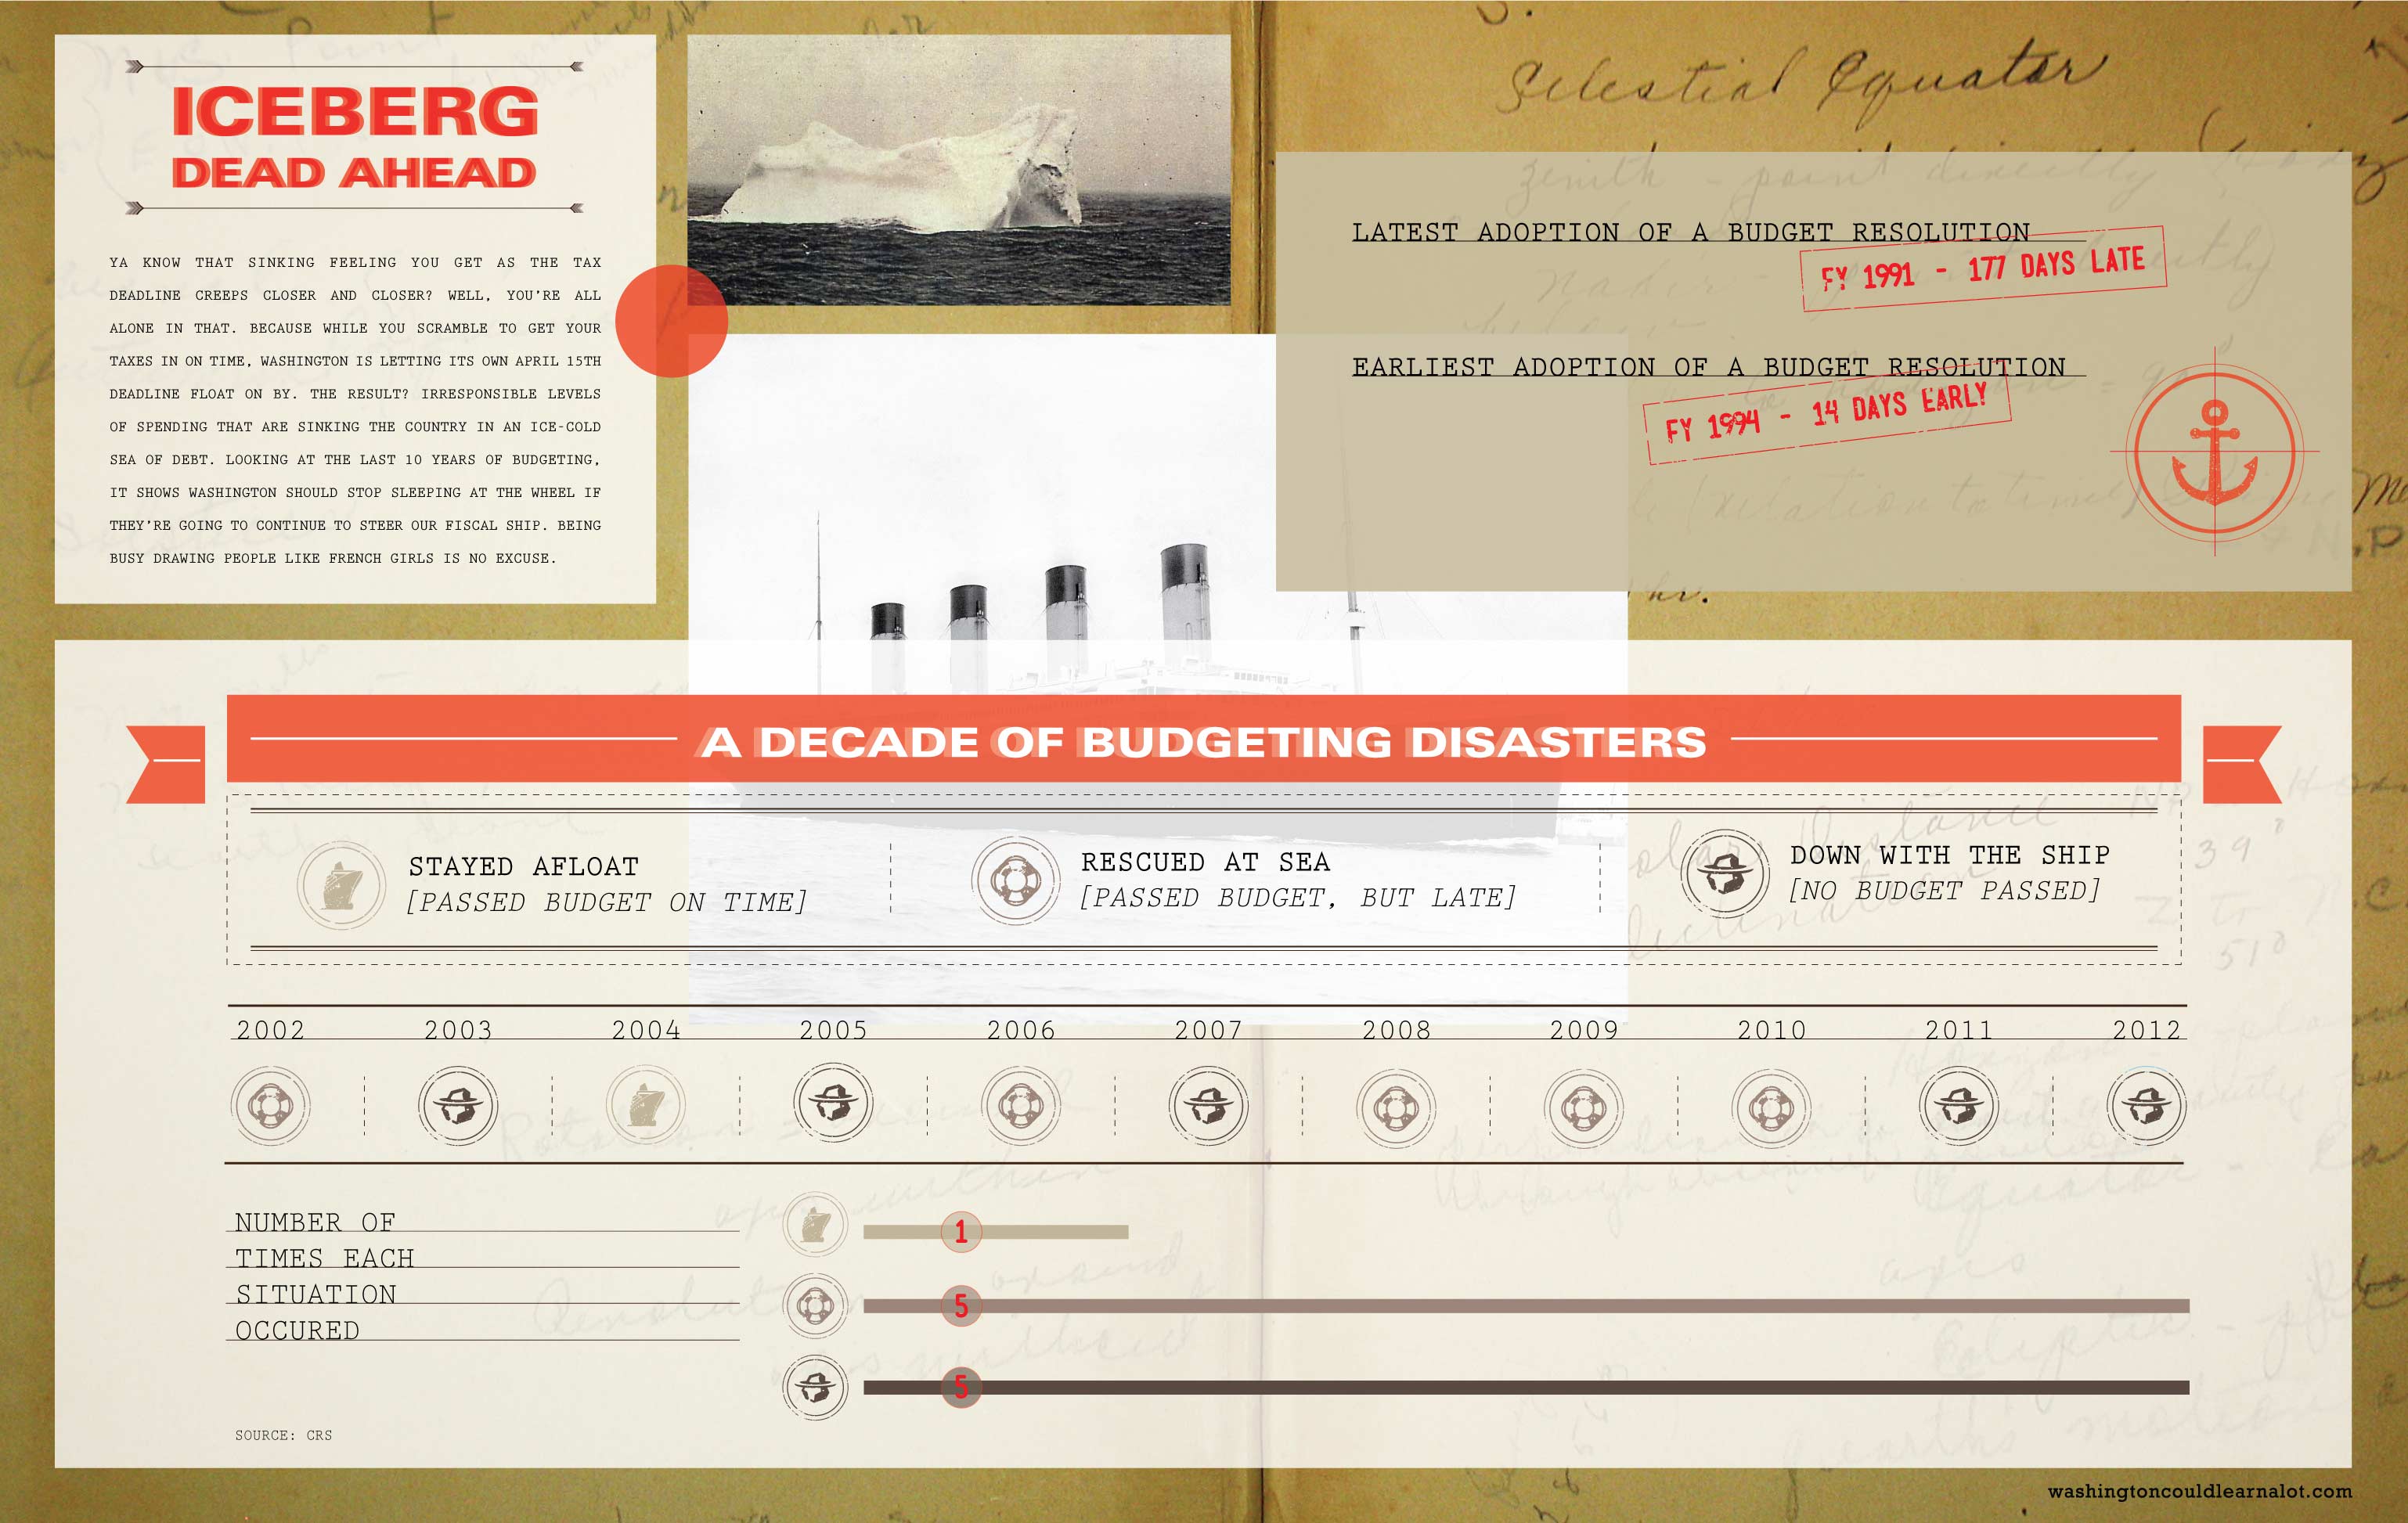 ICEBERG
DEAD AHEAD
YA KNOW THAT SINKING FEELING YOU GET AS THE TAX
DEADLINE CREEPS CLOSER AND CLOSER? WELL, YOU'RE ALL
ALONE IN THAT. BECAUSE WHILE YOU SCRAMBLE TO GET YOUR
TAXES IN ON TIME, WASHINGTON IS LETTING ITS OWN APRIL 15TH
DEADLINE FLOAT ON BY. THE RESULT? IRRESPONSIBLE LEVELS
OF SPENDING THAT ARE SINKING THE COUNTRY IN AN ICE-COLD
SEA OF DEBT. LOOKING AT THE LAST 10 YEARS OF BUDGETING,
IT SHOWS WASHINGTON SHOULD STOP SLEEPING AT THE WHEEL IF
THEY'RE GOING TO CONTINUE TO STEER OUR FISCAL SHIP. BEING
BUSY DRAWING PEOPLE LIKE FRENCH GIRLS IS NO EXCUSE.
Celestial Equator
zenith - point directly
LATEST ADOPTION OF A BUDGET RESOLUTION
FY 1991 - 177 DAYS LATE
EARLIEST ADOPTION OF A BUDGET RESOLUTION
FY 1994 - 14 DAYS EARLY
A DECADE OF BUDGETING DISASTERS
STAYED AFLOAT
[PASSED BUDGET ON TIME]
RESCUED AT SEA
[PASSED BUDGET, BUT LATE]
DOWN WITH THE SHIP
[NO BUDGET PASSED]
2002 2003 2004 2005 2006 2007 2008 2009 2010 2011 2012
NUMBER OF
TIMES EACH
SITUATION
OCCURED
1
5
5
SOURCE: CRS
washingtoncouldlearnalot.com